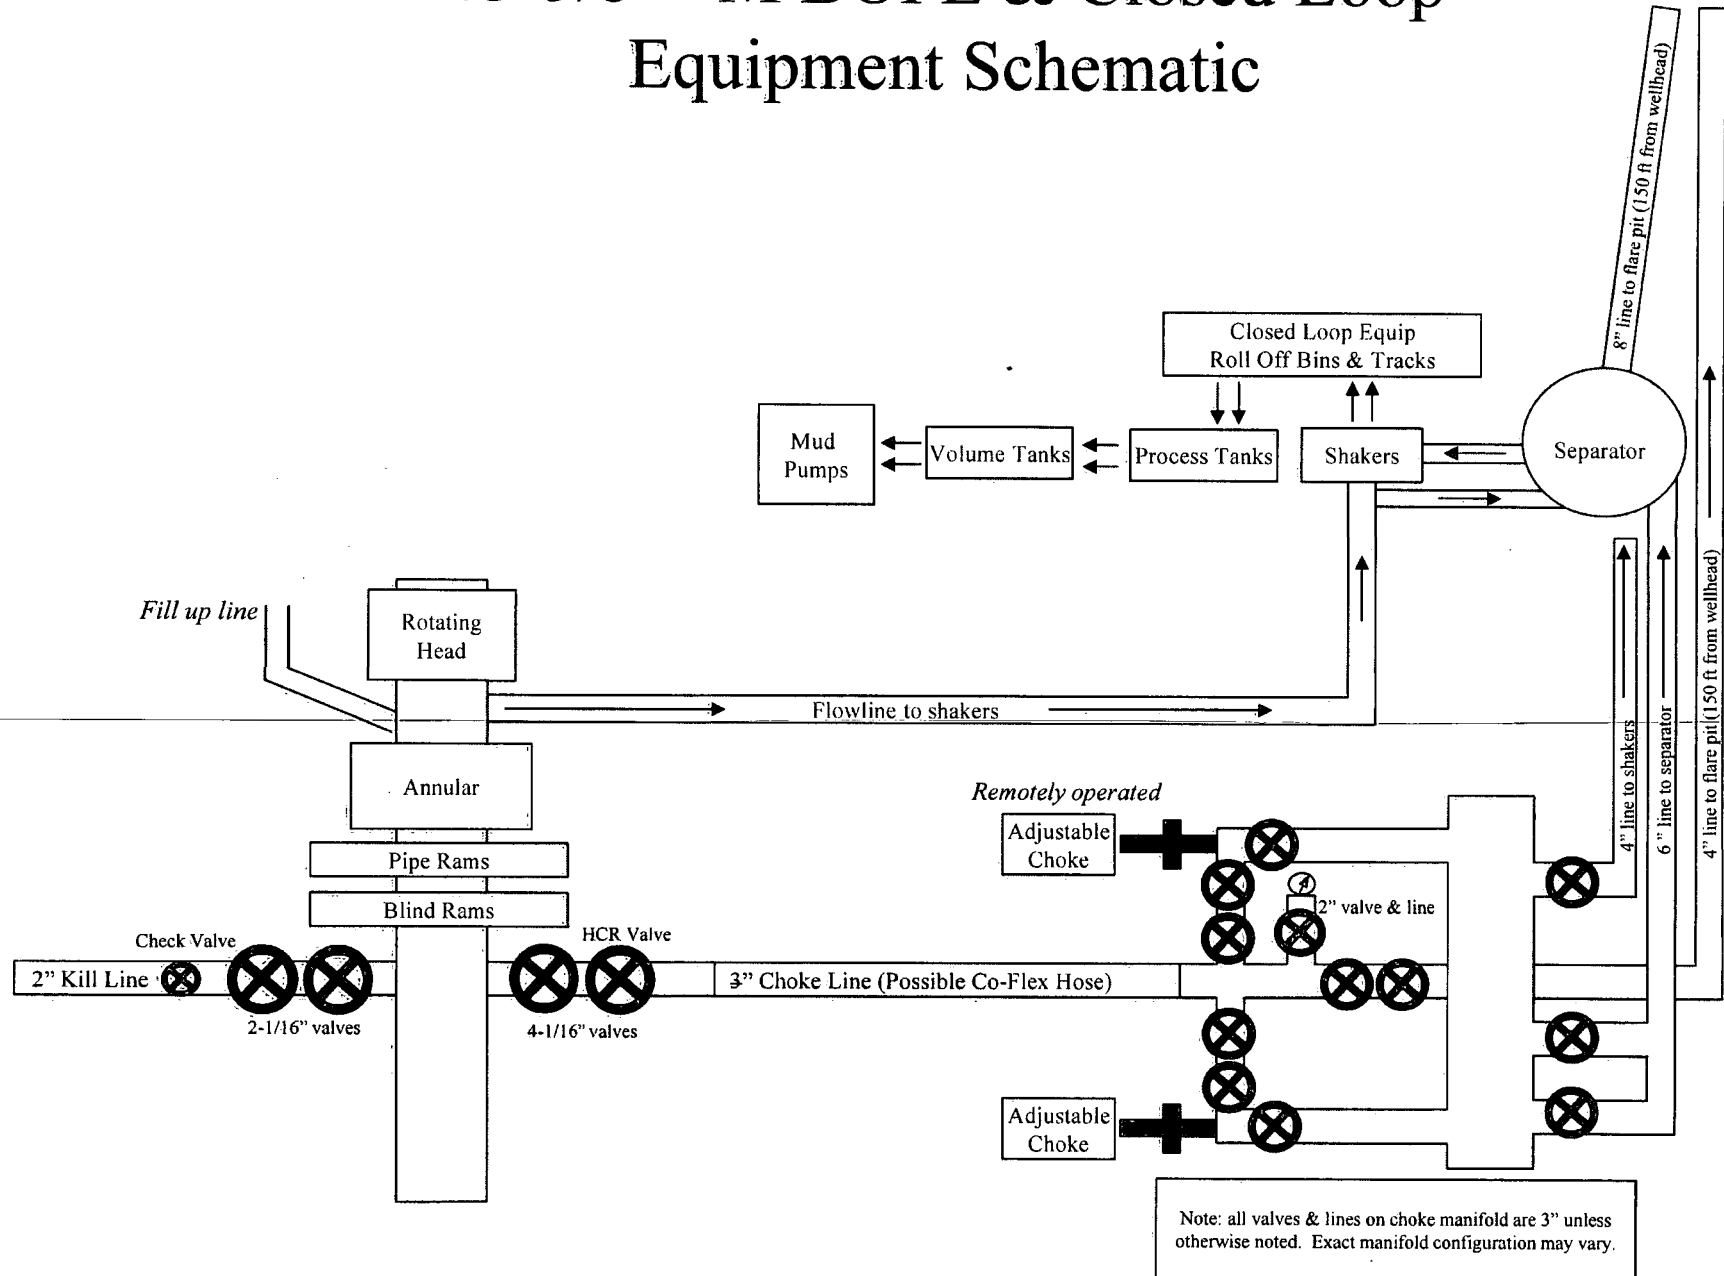 & Closed Loop
Equipment Schematic
8” line to flare pit (150 ft from wellhead)
Closed Loop Equip
Roll Off Bins & Tracks
Mud
Pumps
Volume Tanks
Process Tanks
Shakers
Separator
Fill up line
Rotating
Head
Flowline to shakers
Annular
Pipe Rams
Blind Rams
Remotely operated
Adjustable
Choke
2” valve & line
4” line to shakers
6 ” line to separator
4” line to flare pit (150 ft from wellhead)
Check Valve
HCR Valve
2” Kill Line
3” Choke Line (Possible Co-Flex Hose)
2-1/16” valves
4-1/16” valves
Adjustable
Choke
Note: all valves & lines on choke manifold are 3” unless
otherwise noted. Exact manifold configuration may vary.